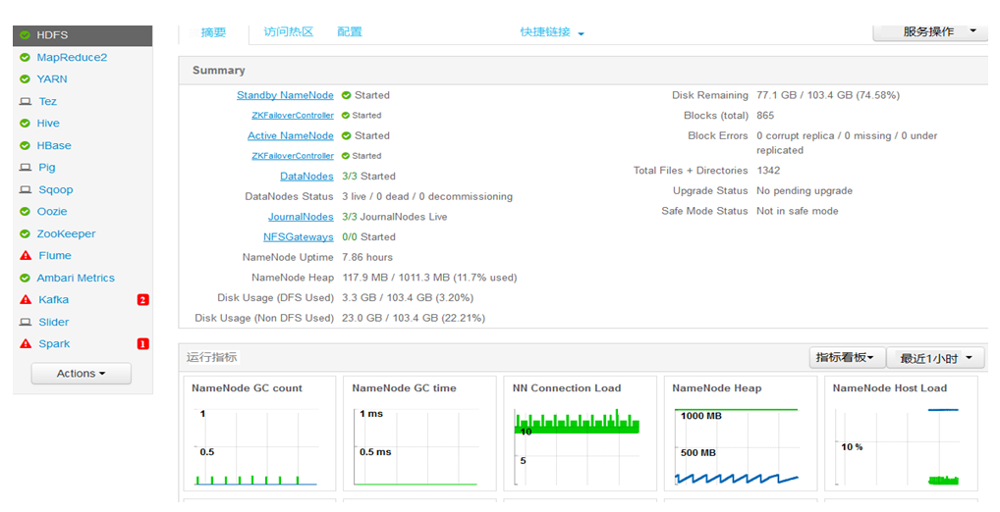 HDFS
MapReduce2
YARN
Tez
Hive
HBase
Pig
Sqoop
Oozie
ZooKeeper
Flume
Ambari Metrics
Kafka 2
Slider
Spark 1
Actions
摘要 访问热区 配置 快捷链接 服务操作
Summary
Standby NameNode Started
ZKFailoverController Started
Active NameNode Started
ZKFailoverController Started
DataNodes 3/3 Started
DataNodes Status 3 live / 0 dead / 0 decommissioning
JournalNodes 3/3 JournalNodes Live
NFSGateways 0/0 Started
NameNode Uptime 7.86 hours
NameNode Heap 117.9 MB / 1011.3 MB (11.7% used)
Disk Usage (DFS Used) 3.3 GB / 103.4 GB (3.20%)
Disk Usage (Non DFS Used) 23.0 GB / 103.4 GB (22.21%)
Disk Remaining 77.1 GB / 103.4 GB (74.58%)
Blocks (total) 865
Block Errors 0 corrupt replica / 0 missing / 0 under
replicated
Total Files + Directories 1342
Upgrade Status No pending upgrade
Safe Mode Status Not in safe mode
运行指标 指标看板 最近1小时
NameNode GC count
1
0.5
NameNode GC time
1 ms
0.5 ms
NN Connection Load
10
5
NameNode Heap
1000 MB
500 MB
NameNode Host Load
10 %